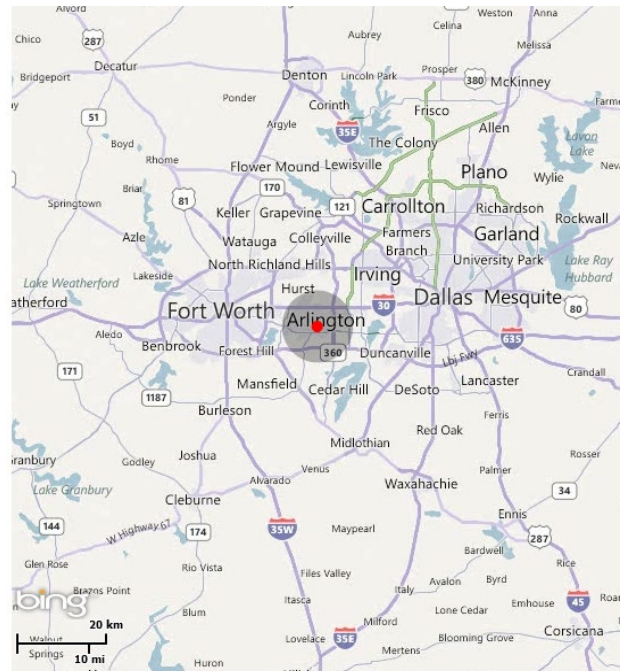 Alvord
Celina
Weston
Anna
Chico
287
Aubrey
Melissa
Decatur
Denton
Lincoln Park
Prosper
380
McKinney
Bridgeport
Ponder
Corinth
Frisco
Farme
51
Argyle
35E
Allen
The Colony
Lavon
Lake
Boyd
Rhome
Flower Mound
Lewisville
Plano
Wylie
Briar
170
Springtown
81
Keller
Grapevine
121
Carrollton
Richardson
Rockwall
Azle
Watauga
Colleyville
Farmers
Branch
Garland
Lakeside
North Richland Hills
University Park
Lake Ray
Hubbard
Lake Weatherford
Irving
Hurst
eatherford
Fort Worth
30
Dallas
Mesquite
80
Arlington
Aledo
635
Benbrook
Forest Hill
360
Duncanville
Lbj Fwy
171
Mansfield
Cedar Hill
DeSoto
Lancaster
Crandall
1187
Burleson
Ferris
Red Oak
Midlothian
Granbury
Godley
Joshua
Venus
Palmer
Rosser
Lake Granbury
Cleburne
Alvarado
Waxahachie
34
144
W Highway 67
174
35W
Maypearl
Ennis
287
Glen Rose
Rio Vista
Bardwell
Rice
Files Valley
Italy
Avalon
Byrd
Brazos Point
bing
Itasca
45
Roan
Blum
Milford
Lone Cedar
Emhouse
20 km
Corsicana
Walnut
Springs
Lovelace
35E
Blooming Grove
10 mi
Huron
Mertens